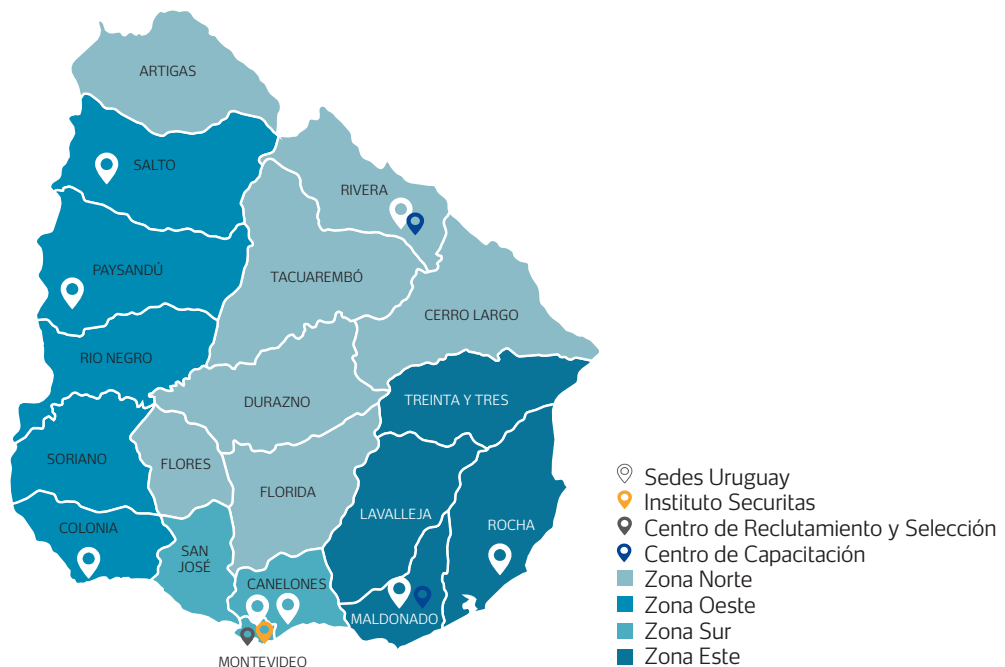 ARTIGAS
SALTO
RIVERA
PAYSANDÚ
TACUAREMBÓ
CERRO LARGO
RIO NEGRO
DURAZNO
TREINTA Y TRES
SORIANO
FLORES
FLORIDA
LAVALLEJA
ROCHA
COLONIA
SAN
JOSÉ
CANELONES
MALDONADO
MONTEVIDEO
Sedes Uruguay
Instituto Securitas
Centro de Reclutamiento y Selección
Centro de Capacitación
Zona Norte
Zona Oeste
Zona Sur
Zona Este